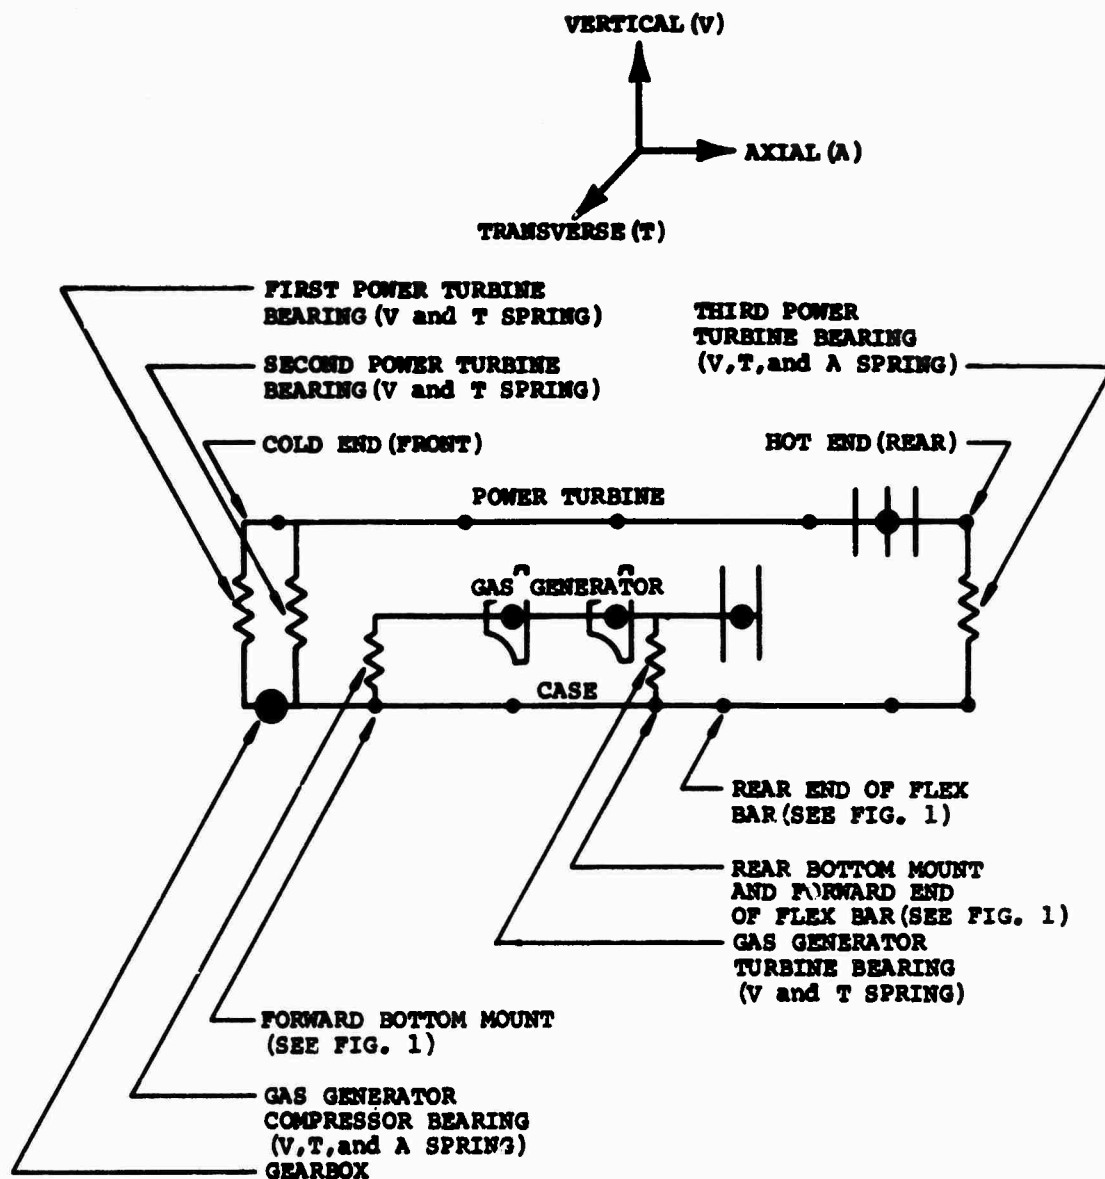 VERTICAL(V)
AXIAL(A)
TRANSVERSE(T)
FIRST POWER TURBINE
BEARING(V and T SPRING)
THIRD POWER
TURBINE BEARING
(V,T,and A SPRING)
SECOND POWER TURBINE
BEARING(V and T SPRING)
COLD END(FRONT)
HOT END(REAR)
POWER TURBINE
GAS GENERATOR
CASE
REAR END OF FLEX
BAR(SEE FIG. 1)
REAR BOTTOM MOUNT
AND FORWARD END
OF FLEX BAR(SEE FIG. 1)
GAS GENERATOR
TURBINE BEARING
(V and T SPRING)
FORWARD BOTTOM MOUNT
(SEE FIG. 1)
GAS GENERATOR
COMPRESSOR BEARING
(V,T,and A SPRING)
GEARBOX